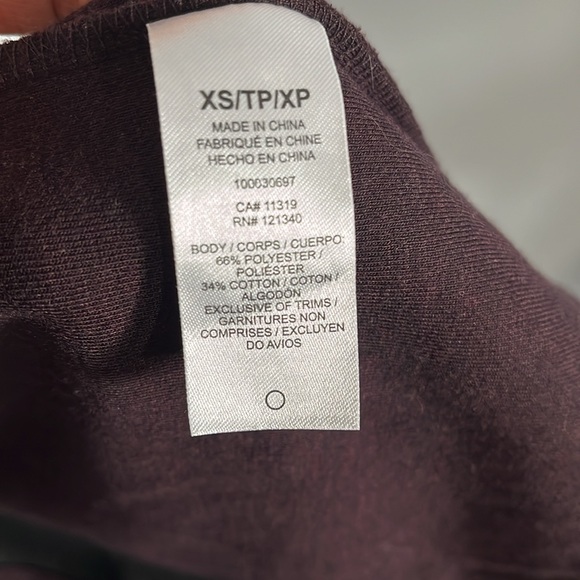 XS/TP/XP
MADE IN CHINA
FABRIQUÉ EN CHINE
HECHO EN CHINA
100030697
CA# 11319
RN# 121340
BODY / CORPS / CUERPO:
66% POLYESTER /
POLIÉSTER
34% COTTON / COTON /
ALGODÓN
EXCLUSIVE OF TRIMS /
GARNITURES NON
COMPRISES / EXCLUYEN
DO AVIOS